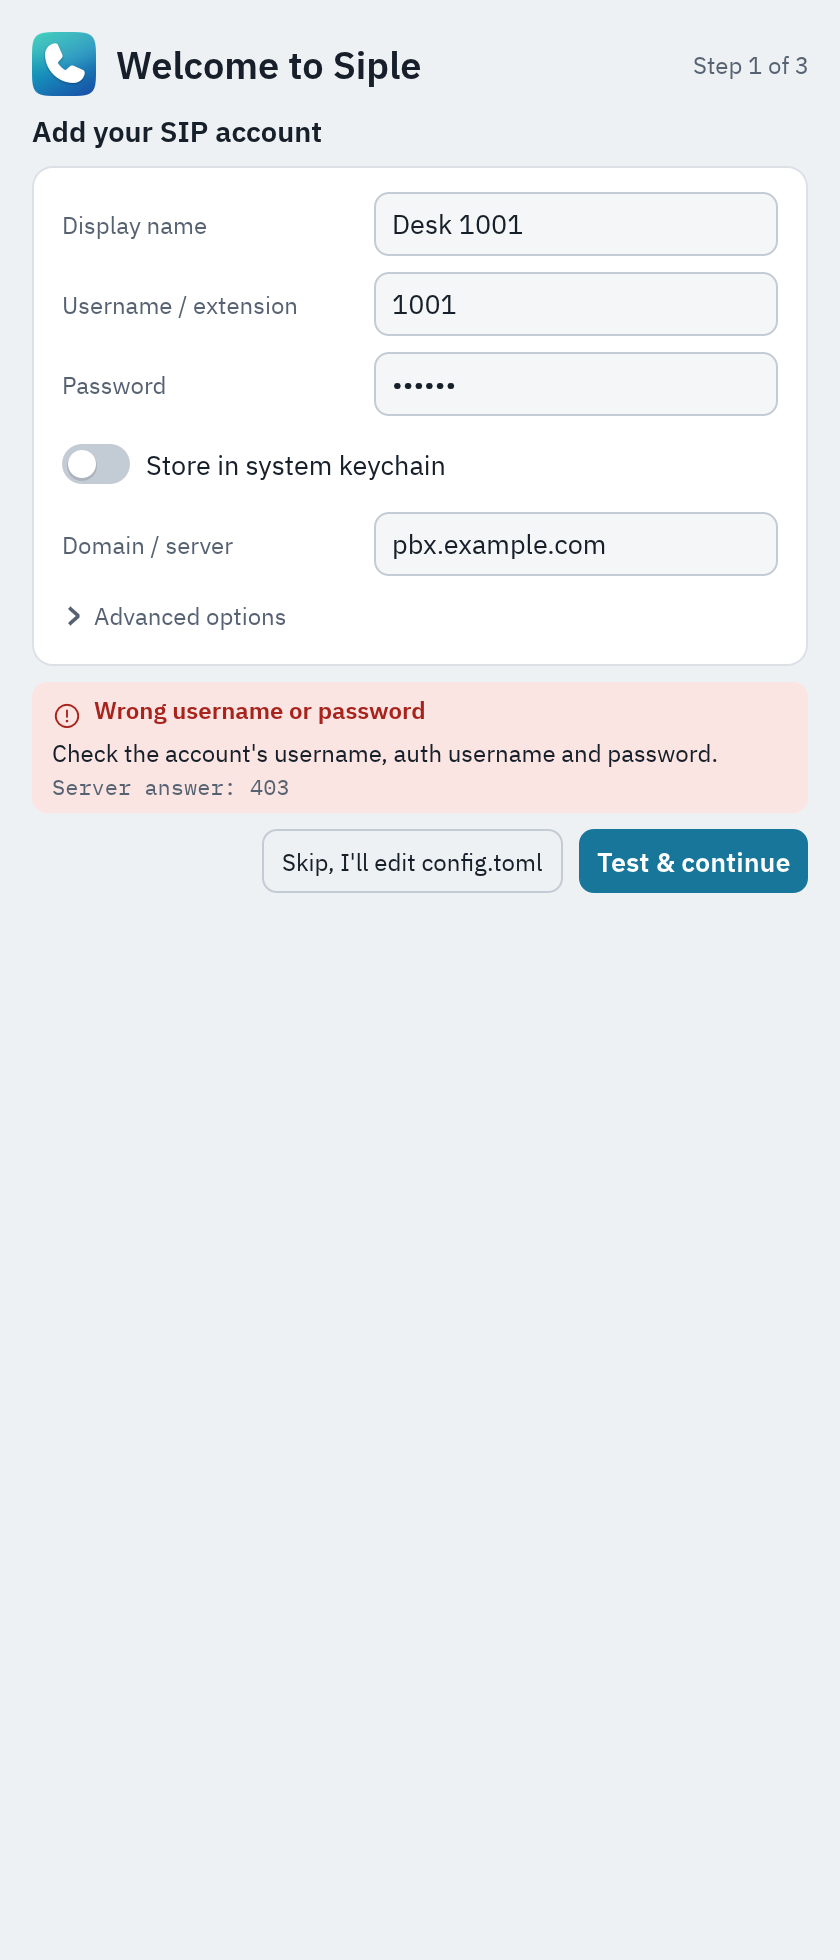 Welcome to Siple
Step 1 of 3
Add your SIP account
Display name
Desk 1001
Username / extension
1001
Password
••••••
Store in system keychain
Domain / server
pbx.example.com
Advanced options
Wrong username or password
Check the account's username, auth username and password.
Server answer: 403
Skip, I'll edit config.toml
Test & continue